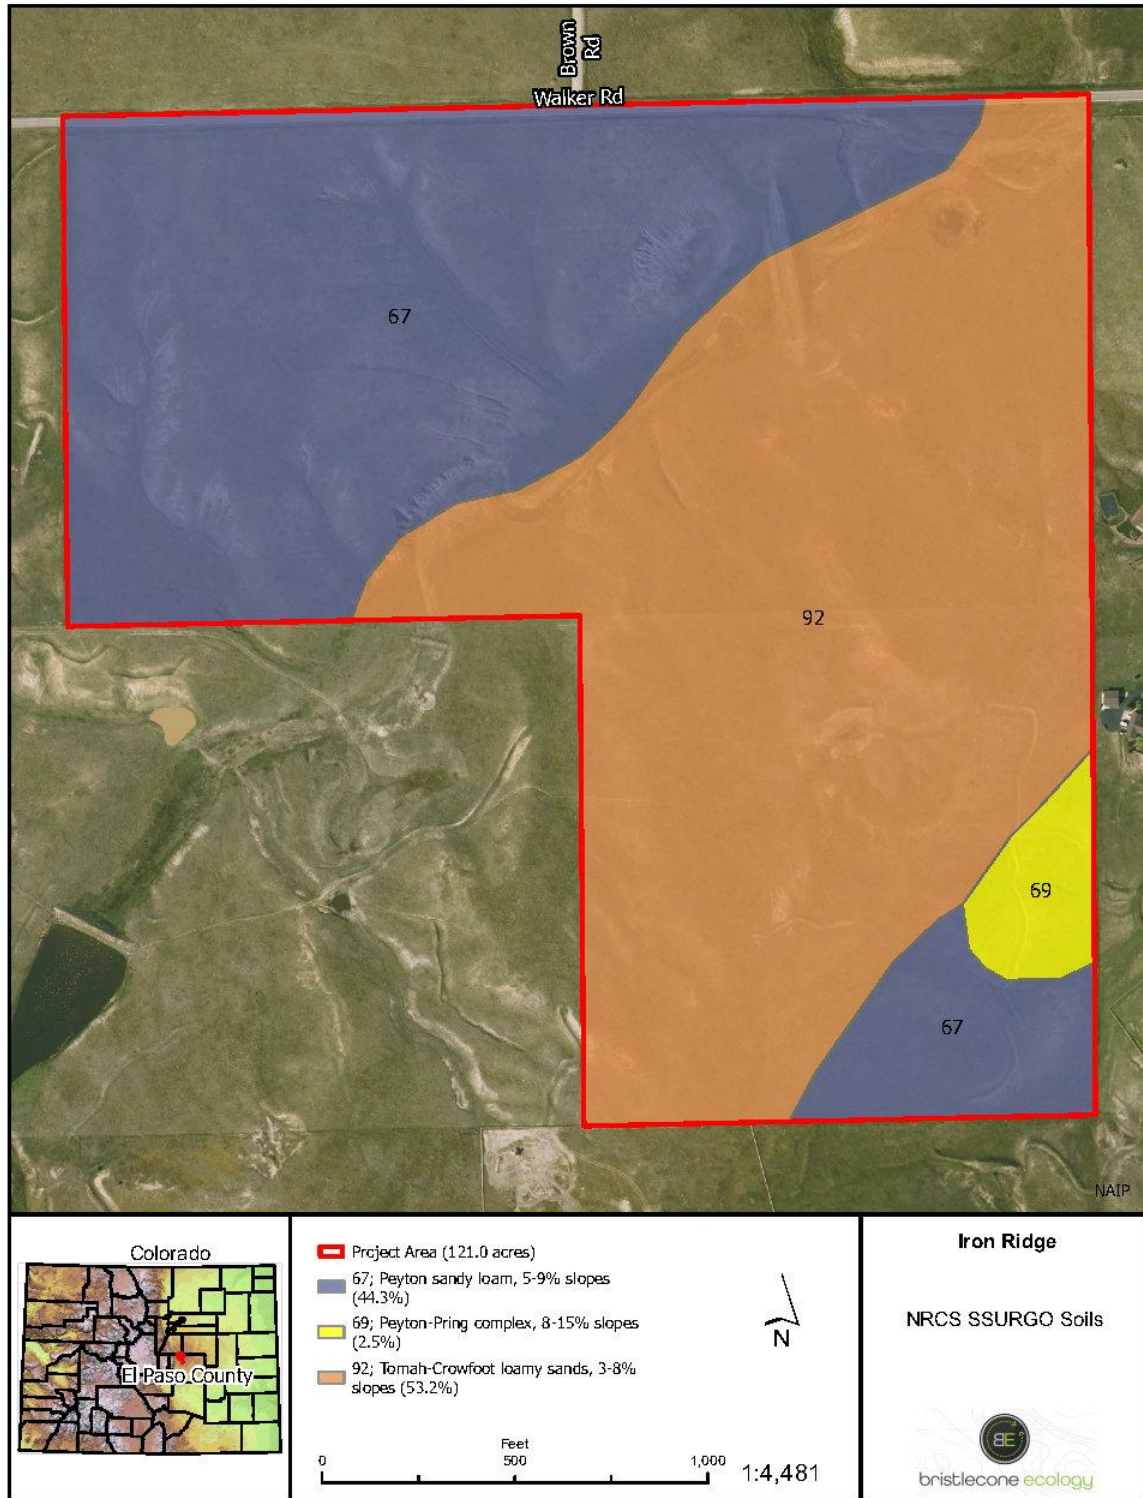 Brown
Rd
Walker Rd
67
92
69
67
NAIP
Colorado
El Paso County
Project Area (121.0 acres)
67; Peyton sandy loam, 5-9% slopes
(44.3%)
69; Peyton-Pring complex, 8-15% slopes
(2.5%)
92; Tomah-Crowfoot loamy sands, 3-8%
slopes (53.2%)
N
Feet
0 500 1,000
1:4,481
Iron Ridge
NRCS SSURGO Soils
BE
bristlecone ecology